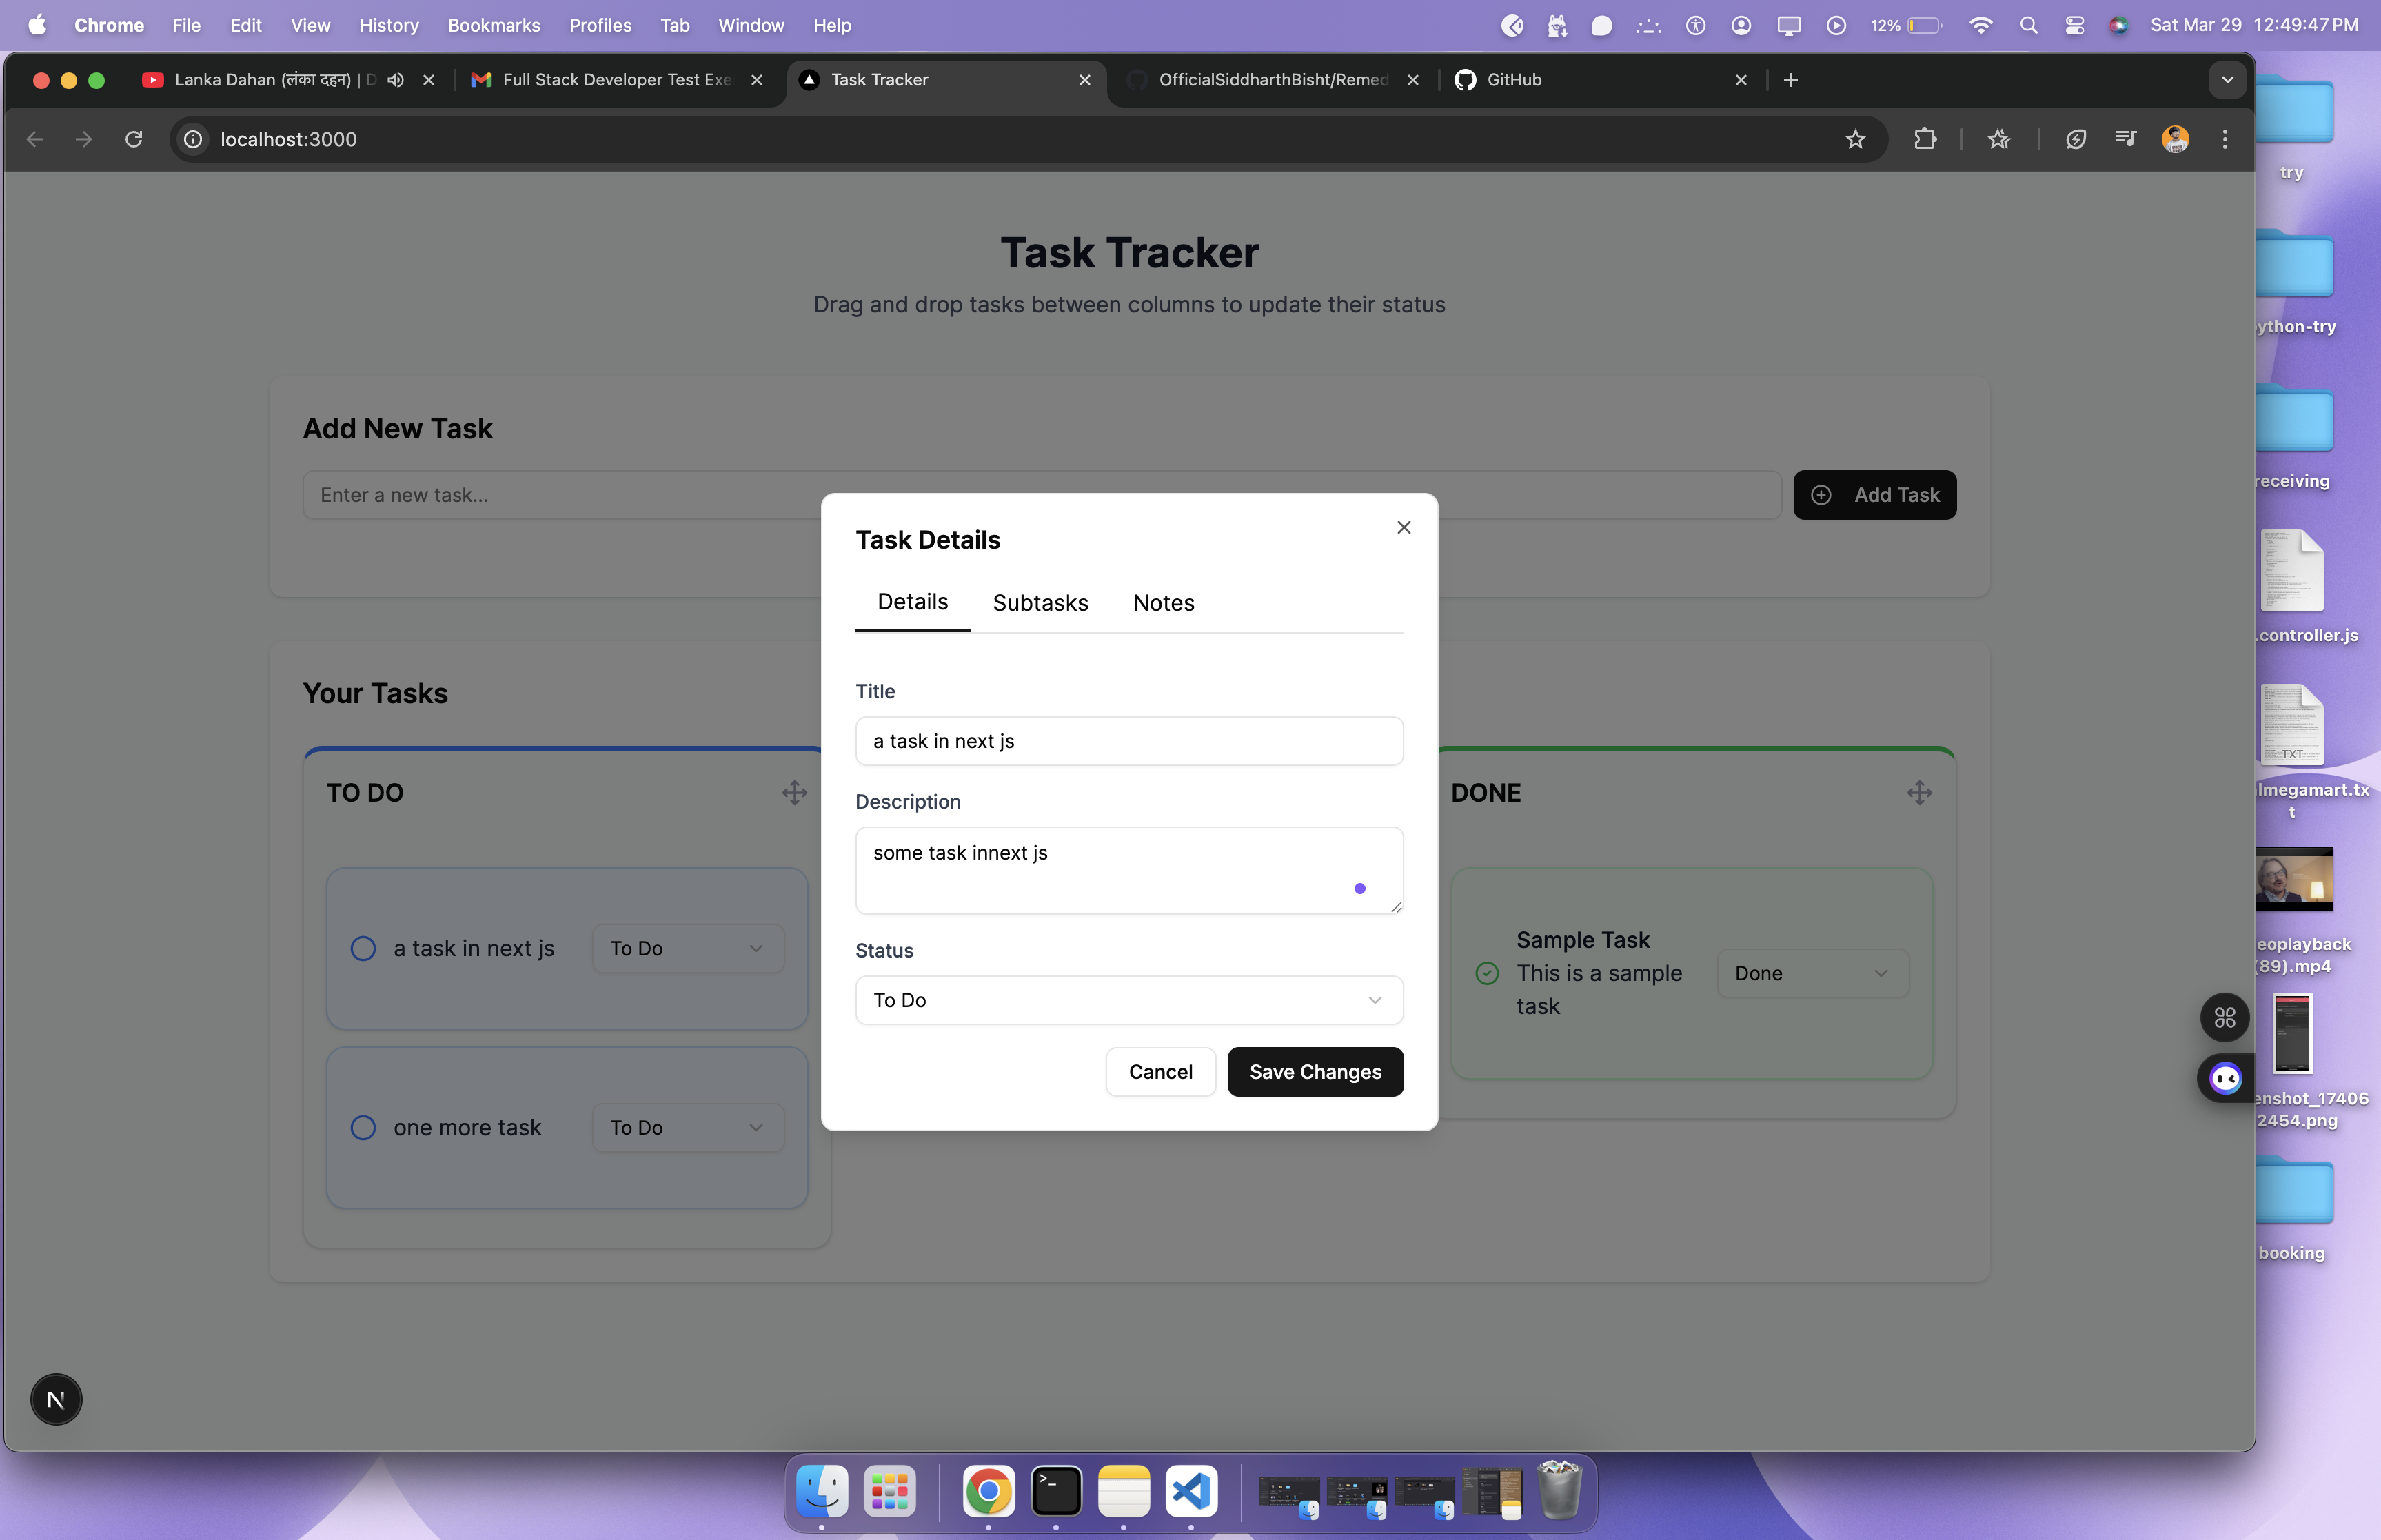 Chrome File Edit View History Bookmarks Profiles Tab Window Help 12% Sat Mar 29 12:49:47 PM
Lanka Dahan (लंका दहन) | D Full Stack Developer Test Exe Task Tracker OfficialSiddharthBisht/Remed GitHub
localhost:3000
Task Tracker
Drag and drop tasks between columns to update their status
Add New Task
Enter a new task...
Add Task
Task Details
Details Subtasks Notes
Title
a task in next js
Description
some task innext js
Status
To Do
Cancel Save Changes
Your Tasks
TO DO
a task in next js To Do
one more task To Do
DONE
Sample Task
This is a sample
task
Done
N
try
ython-try
receiving
.controller.js
TXT
lmegamart.tx
t
eoplayback
(89).mp4
enshot_17406
2454.png
booking